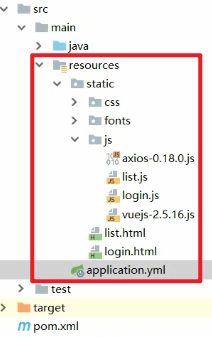 src
main
java
resources
static
css
fonts
js
axios-0.18.0.js
list.js
login.js
vuejs-2.5.16.js
list.html
login.html
application.yml
test
target
pom.xml